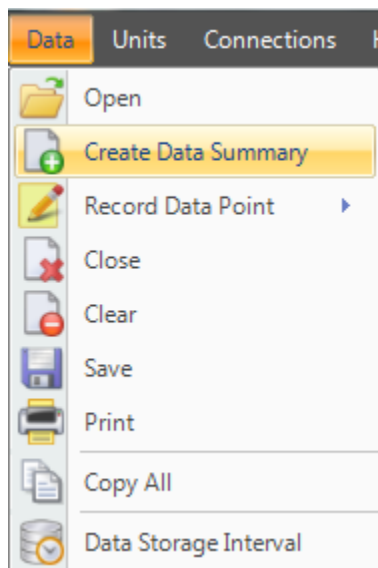 Data Units Connections
Open
Create Data Summary
Record Data Point
Close
Clear
Save
Print
Copy All
Data Storage Interval